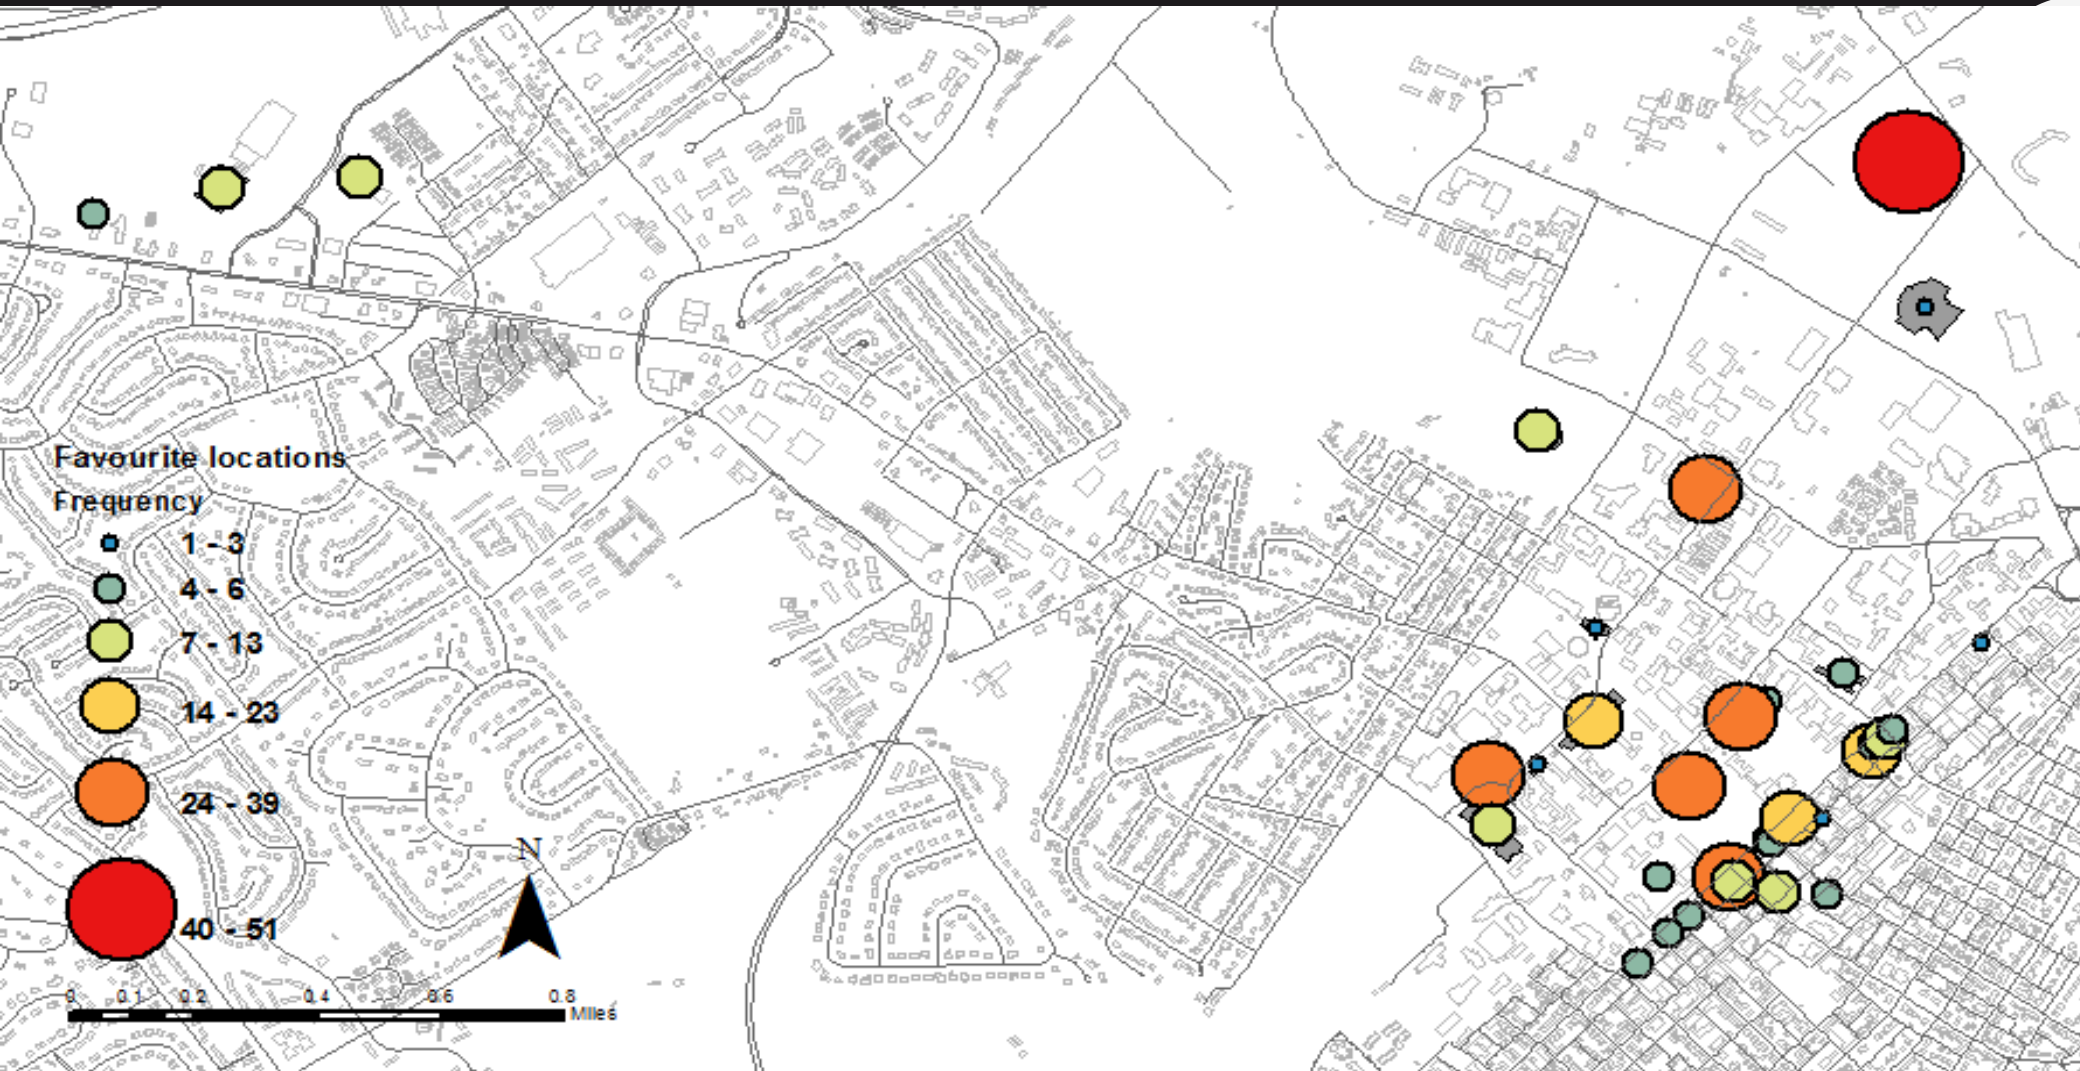 Favourite locations
Frequency
1 - 3
4 - 6
7 - 13
14 - 23
24 - 39
40 - 51
N
0 0.1 0.2 0.4 0.6 0.8
Miles